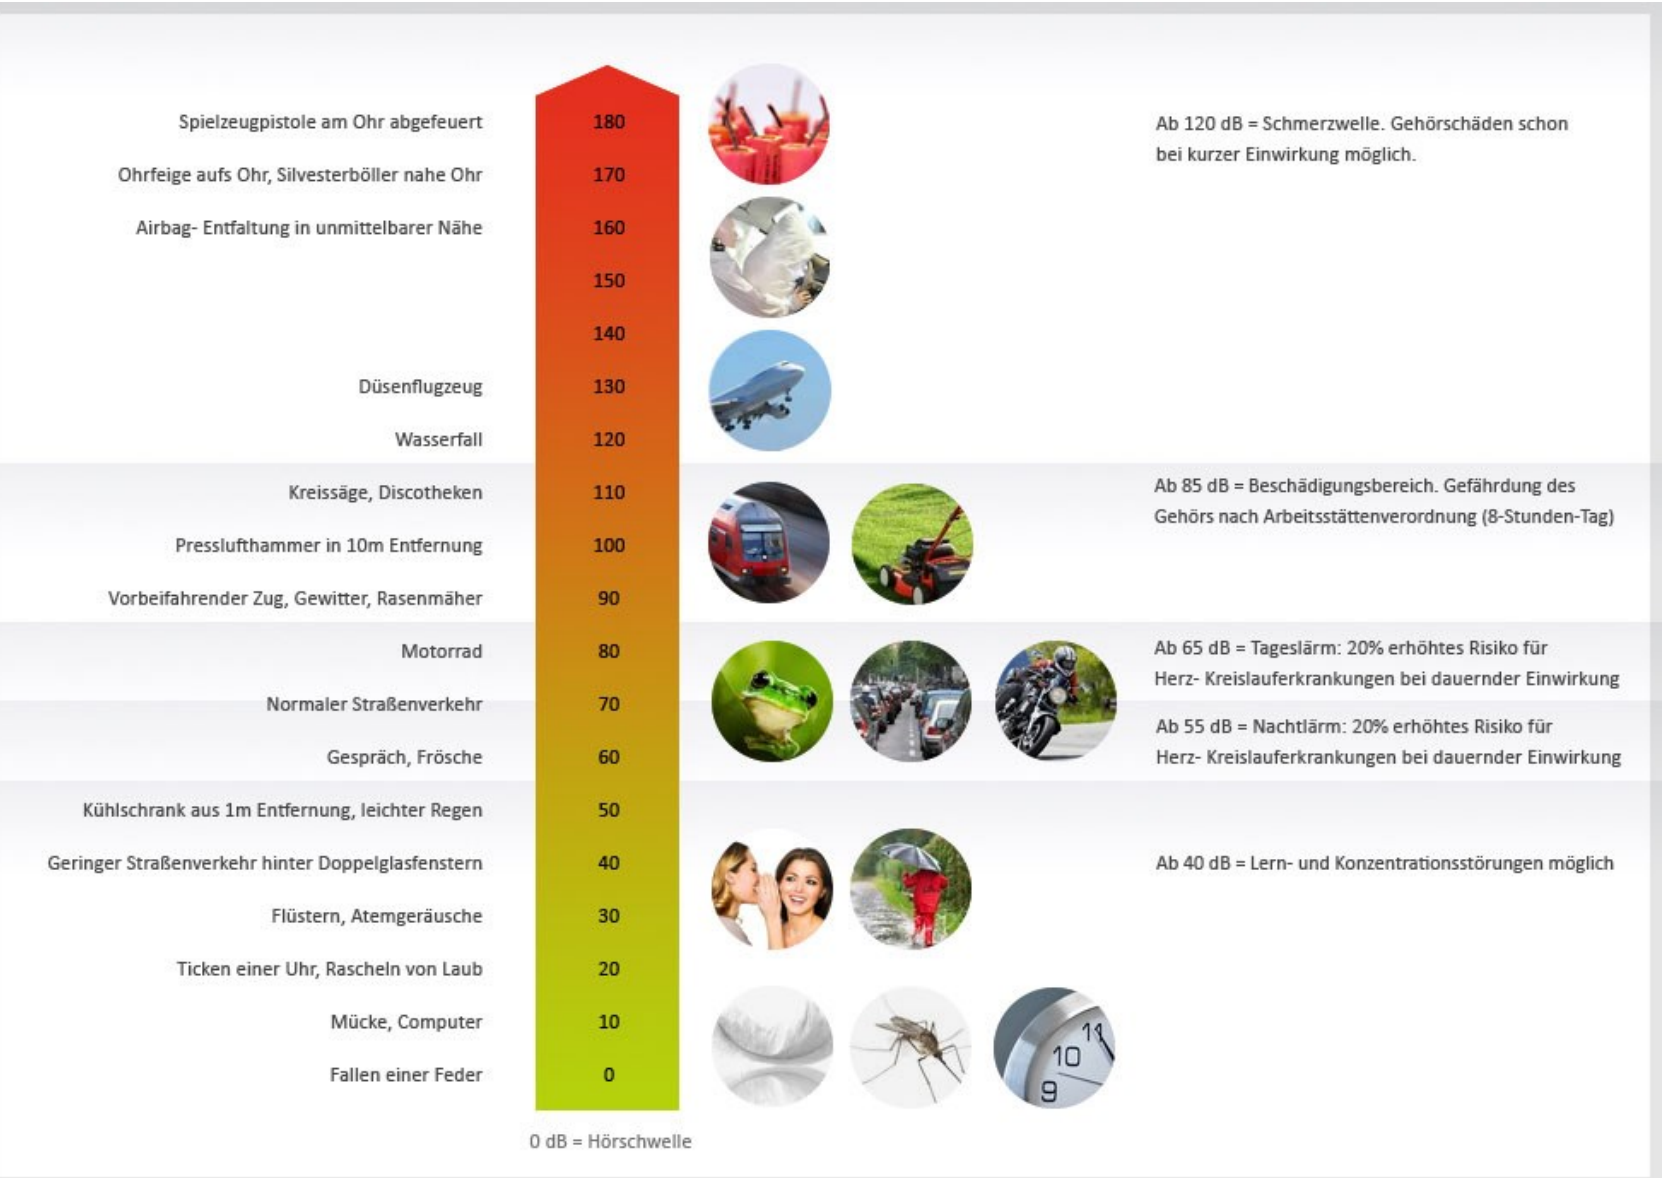 Spielzeugpistole am Ohr abgefeuert 180
Ab 120 dB = Schmerzwelle. Gehörschäden schon
bei kurzer Einwirkung möglich.
Ohrfeige aufs Ohr, Silvesterböller nahe Ohr 170
Airbag- Entfaltung in unmittelbarer Nähe 160
150
140
Düsenflugzeug 130
Wasserfall 120
Kreissäge, Discotheken 110
Ab 85 dB = Beschädigungsbereich. Gefährdung des
Gehörs nach Arbeitsstättenverordnung (8-Stunden-Tag)
Presslufthammer in 10m Entfernung 100
Vorbeifahrender Zug, Gewitter, Rasenmäher 90
Motorrad 80
Ab 65 dB = Tageslärm: 20% erhöhtes Risiko für
Herz- Kreislauferkrankungen bei dauernder Einwirkung
Normaler Straßenverkehr 70
Ab 55 dB = Nachtlärm: 20% erhöhtes Risiko für
Herz- Kreislauferkrankungen bei dauernder Einwirkung
Gespräch, Frösche 60
Kühlschrank aus 1m Entfernung, leichter Regen 50
Geringer Straßenverkehr hinter Doppelglasfenstern 40
Ab 40 dB = Lern- und Konzentrationsstörungen möglich
Flüstern, Atemgeräusche 30
Ticken einer Uhr, Rascheln von Laub 20
Mücke, Computer 10
Fallen einer Feder 0
11
10
9
0 dB = Hörschwelle